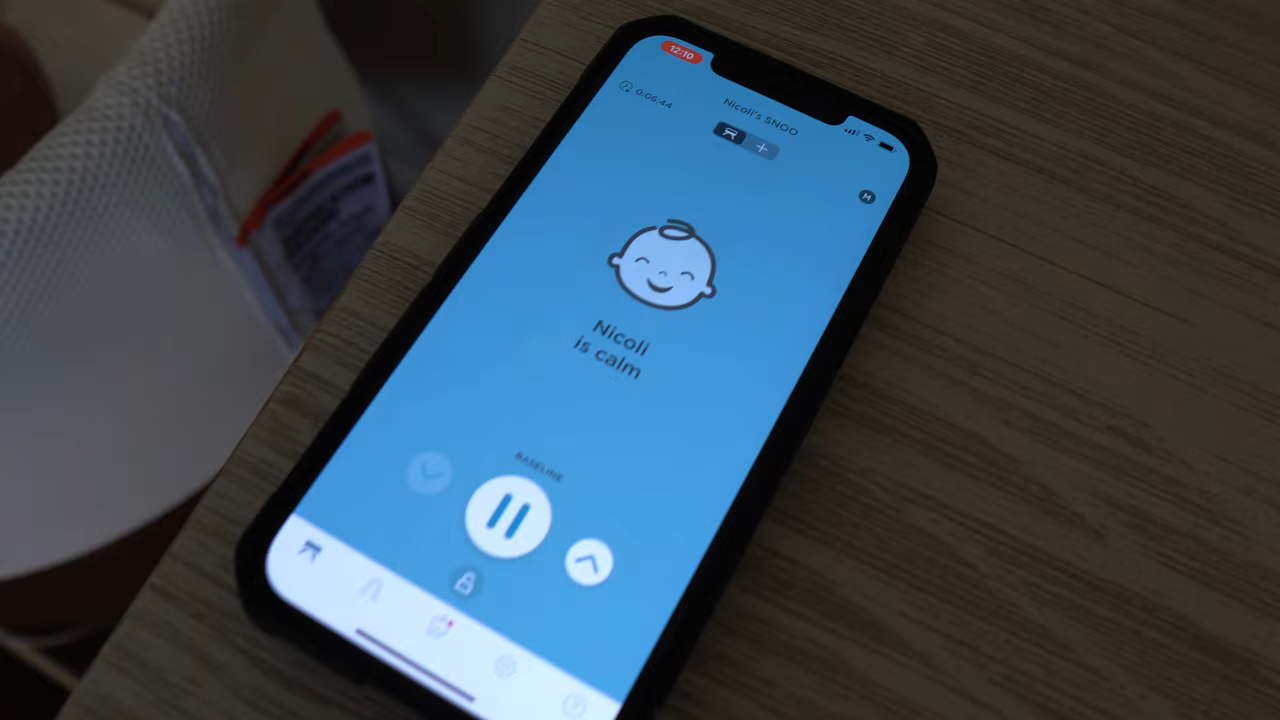 12:10
0:06:44
Nicoli's SNOO
M
Nicoli
is calm
BASELINE